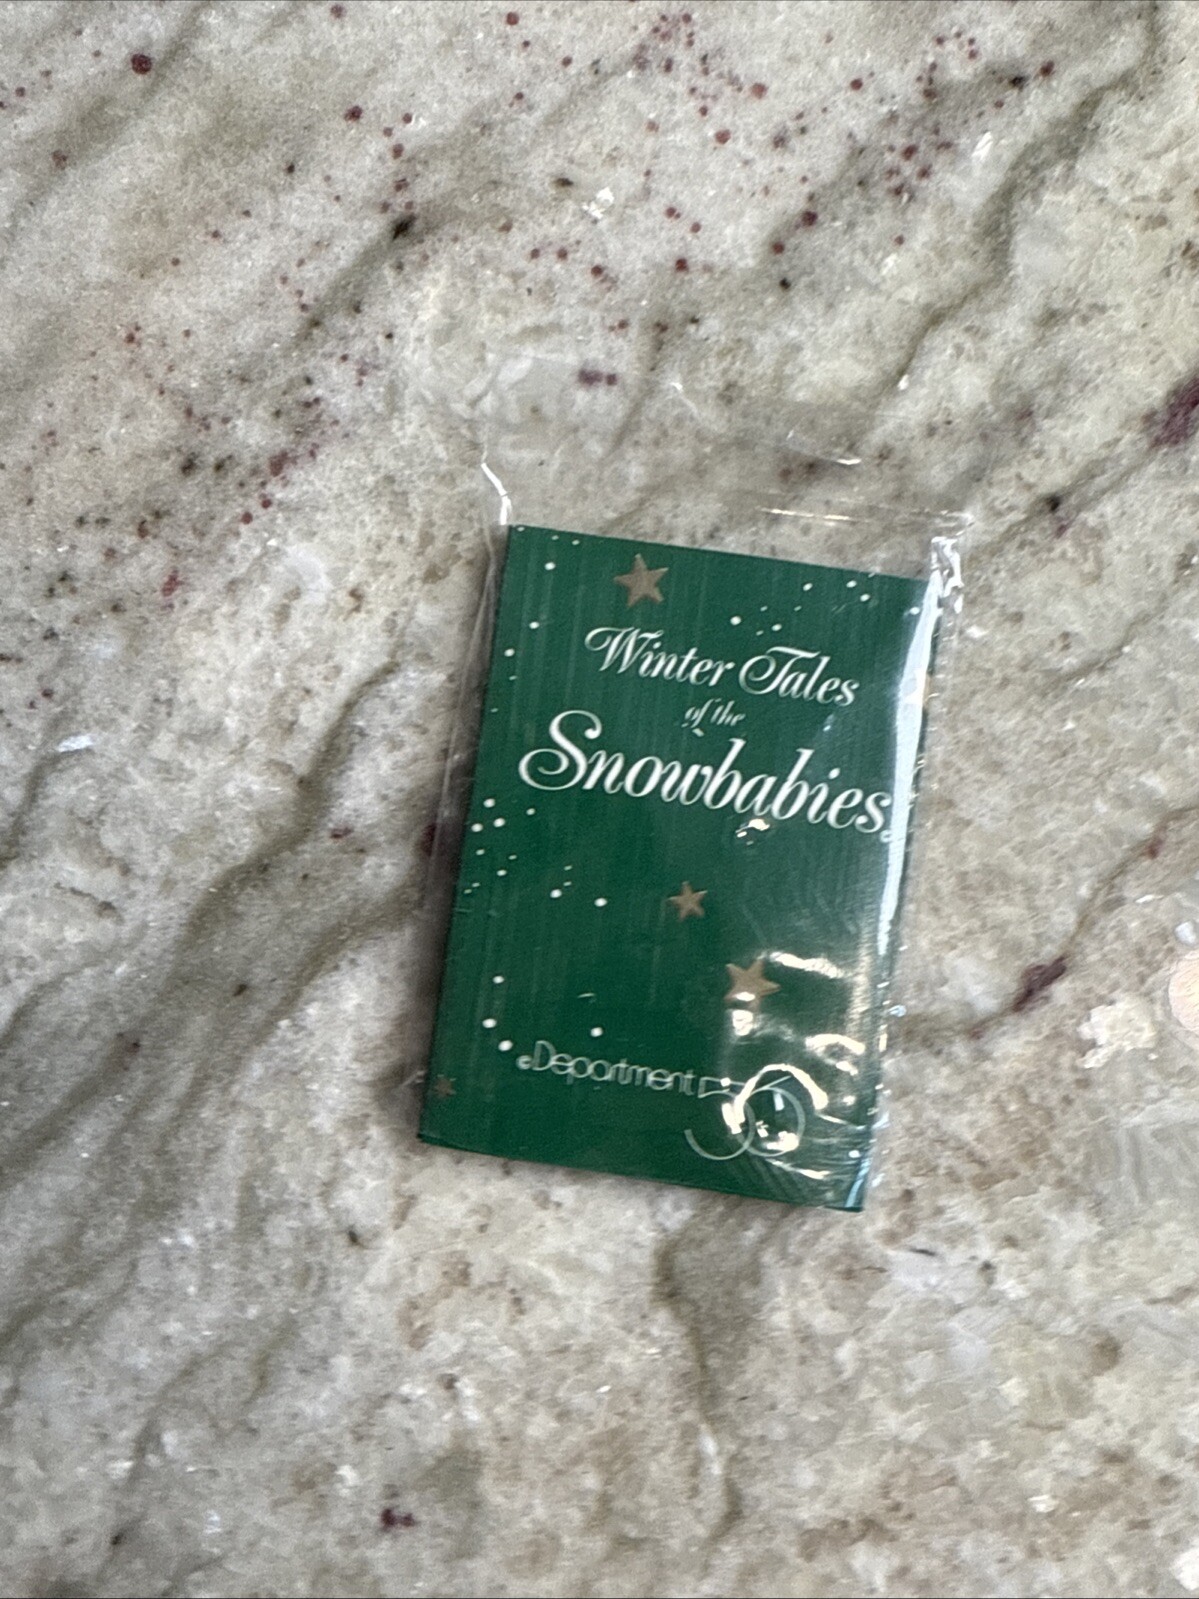 Winter Tales
of the
Snowbabies
Department 56